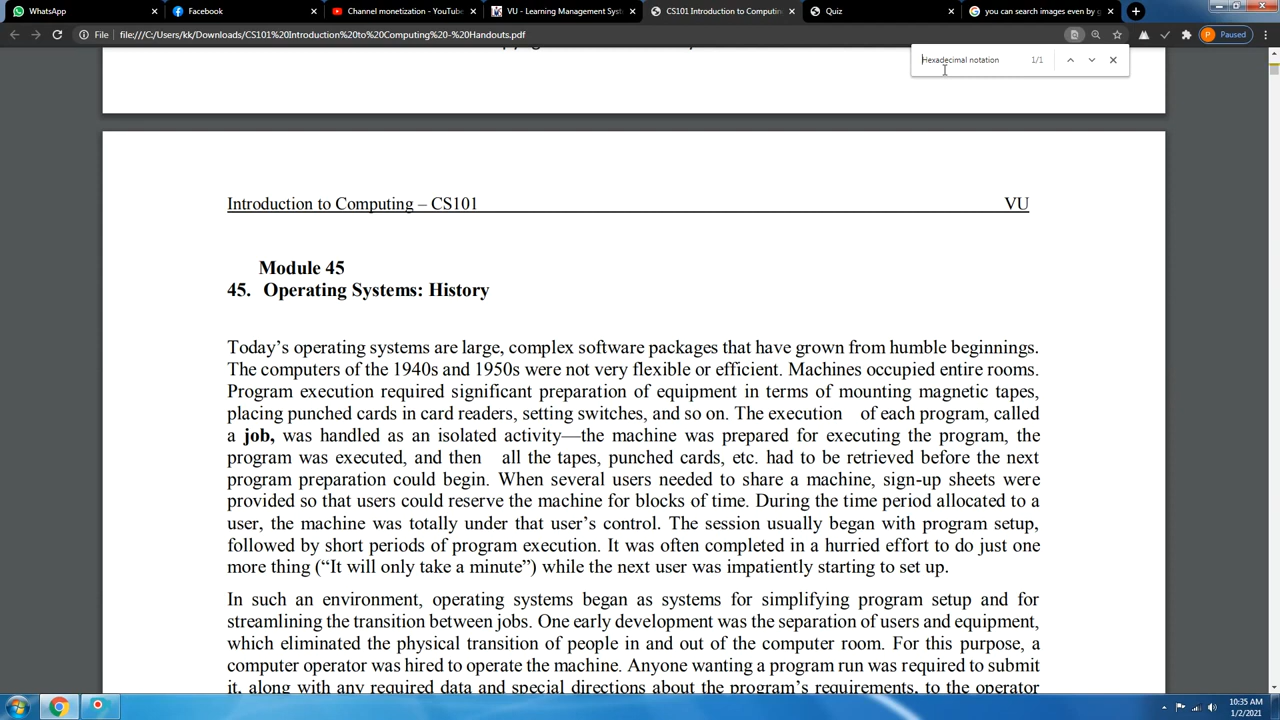 WhatsApp
Facebook
Channel monetization - YouTube
VU - Learning Management Syst
CS101 Introduction to Computin
Quiz
you can search images even by g
File
file:///C:/Users/kk/Downloads/CS101%20Introduction%20to%20Computing%20-%20Handouts.pdf
Paused
Hexadecimal notation 1/1
Introduction to Computing – CS101 VU
Module 45
45. Operating Systems: History
Today’s operating systems are large, complex software packages that have grown from humble beginnings.
The computers of the 1940s and 1950s were not very flexible or efficient. Machines occupied entire rooms.
Program execution required significant preparation of equipment in terms of mounting magnetic tapes,
placing punched cards in card readers, setting switches, and so on. The execution of each program, called
a job, was handled as an isolated activity—the machine was prepared for executing the program, the
program was executed, and then all the tapes, punched cards, etc. had to be retrieved before the next
program preparation could begin. When several users needed to share a machine, sign-up sheets were
provided so that users could reserve the machine for blocks of time. During the time period allocated to a
user, the machine was totally under that user’s control. The session usually began with program setup,
followed by short periods of program execution. It was often completed in a hurried effort to do just one
more thing (“It will only take a minute”) while the next user was impatiently starting to set up.
In such an environment, operating systems began as systems for simplifying program setup and for
streamlining the transition between jobs. One early development was the separation of users and equipment,
which eliminated the physical transition of people in and out of the computer room. For this purpose, a
computer operator was hired to operate the machine. Anyone wanting a program run was required to submit
it, along with any required data and special directions about the program’s requirements, to the operator
10:35 AM
1/2/2021